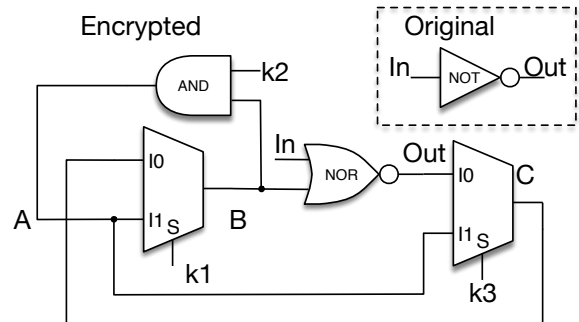 Encrypted
Original
In
NOT
Out
AND
k2
In
NOR
Out
I0
I0
C
A
I1
S
B
I1
S
k1
k3